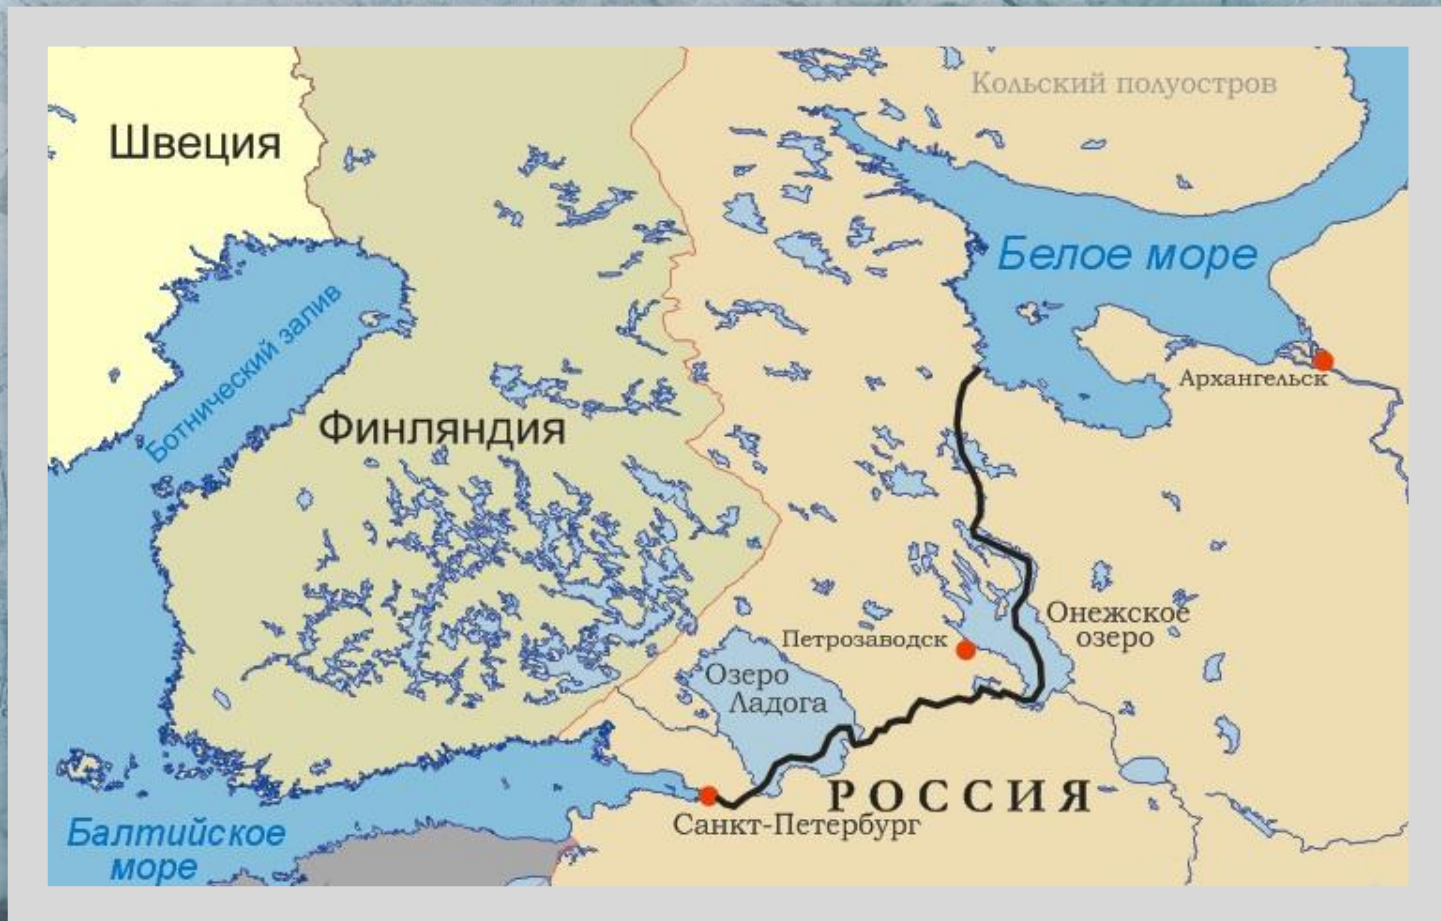 Кольский полуостров
Швеция
Белое море
Ботнический залив
Архангельск
Финляндия
Онежское
озеро
Петрозаводск
Озеро
Ладога
РОССИЯ
Санкт-Петербург
Балтийское
море